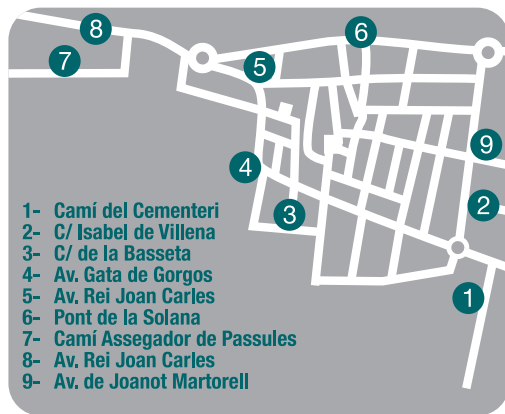 8
6
7
5
9
4
2
3
1
1- Camí del Cementeri
2- C/ Isabel de Villena
3- C/ de la Basseta
4- Av. Gata de Gorgos
5- Av. Rei Joan Carles
6- Pont de la Solana
7- Camí Assegador de Passules
8- Av. Rei Joan Carles
9- Av. de Joanot Martorell